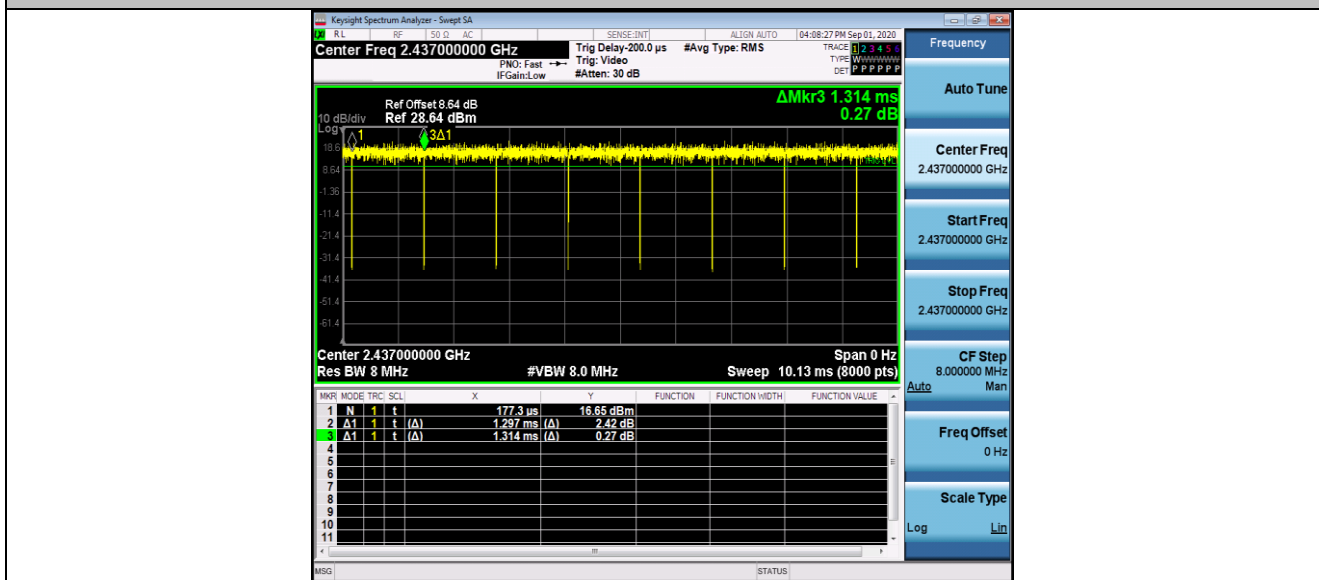 Keysight Spectrum Analyzer - Swept SA
RL RF 50 Ω AC SENSE:INT ALIGN AUTO 04:08:27 PM Sep 01, 2020
Center Freq 2.437000000 GHz
PNO: Fast
IFGain:Low
Trig Delay-200.0 µs
Trig: Video
#Atten: 30 dB
#Avg Type: RMS
TRACE 1 2 3 4 5 6
TYPE WWWWWW
DET P P P P P P
ΔMkr3 1.314 ms
0.27 dB
Ref Offset 8.64 dB
10 dB/div Ref 28.64 dBm
Log
1
3Δ1
18.6
8.64
-1.36
-11.4
-21.4
-31.4
-41.4
-51.4
-61.4
Center 2.437000000 GHz Span 0 Hz
Res BW 8 MHz #VBW 8.0 MHz Sweep 10.13 ms (8000 pts)
MKR MODE TRC SCL X Y FUNCTION FUNCTION WIDTH FUNCTION VALUE
1 N 1 t 177.3 µs 16.65 dBm
2 Δ1 1 t (Δ) 1.297 ms (Δ) 2.42 dB
3 Δ1 1 t (Δ) 1.314 ms (Δ) 0.27 dB
4
5
6
7
8
9
10
11
MSG STATUS
Frequency
Auto Tune
Center Freq
2.437000000 GHz
Start Freq
2.437000000 GHz
Stop Freq
2.437000000 GHz
CF Step
8.000000 MHz
Auto Man
Freq Offset
0 Hz
Scale Type
Log Lin